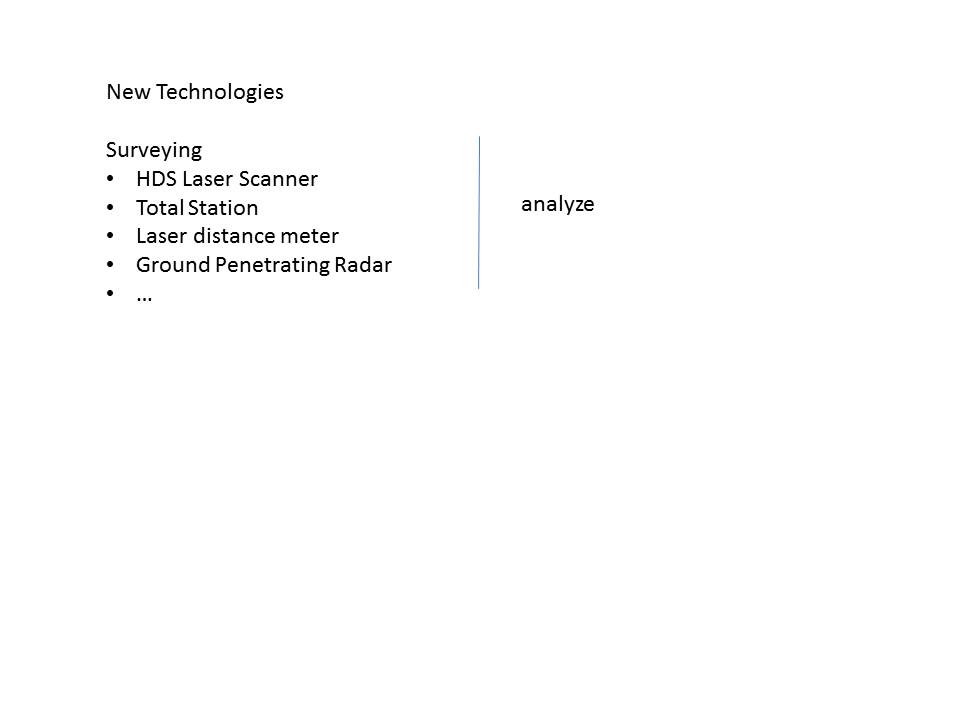 New Technologies
Surveying
• HDS Laser Scanner
• Total Station
• Laser distance meter
• Ground Penetrating Radar
• ...
analyze